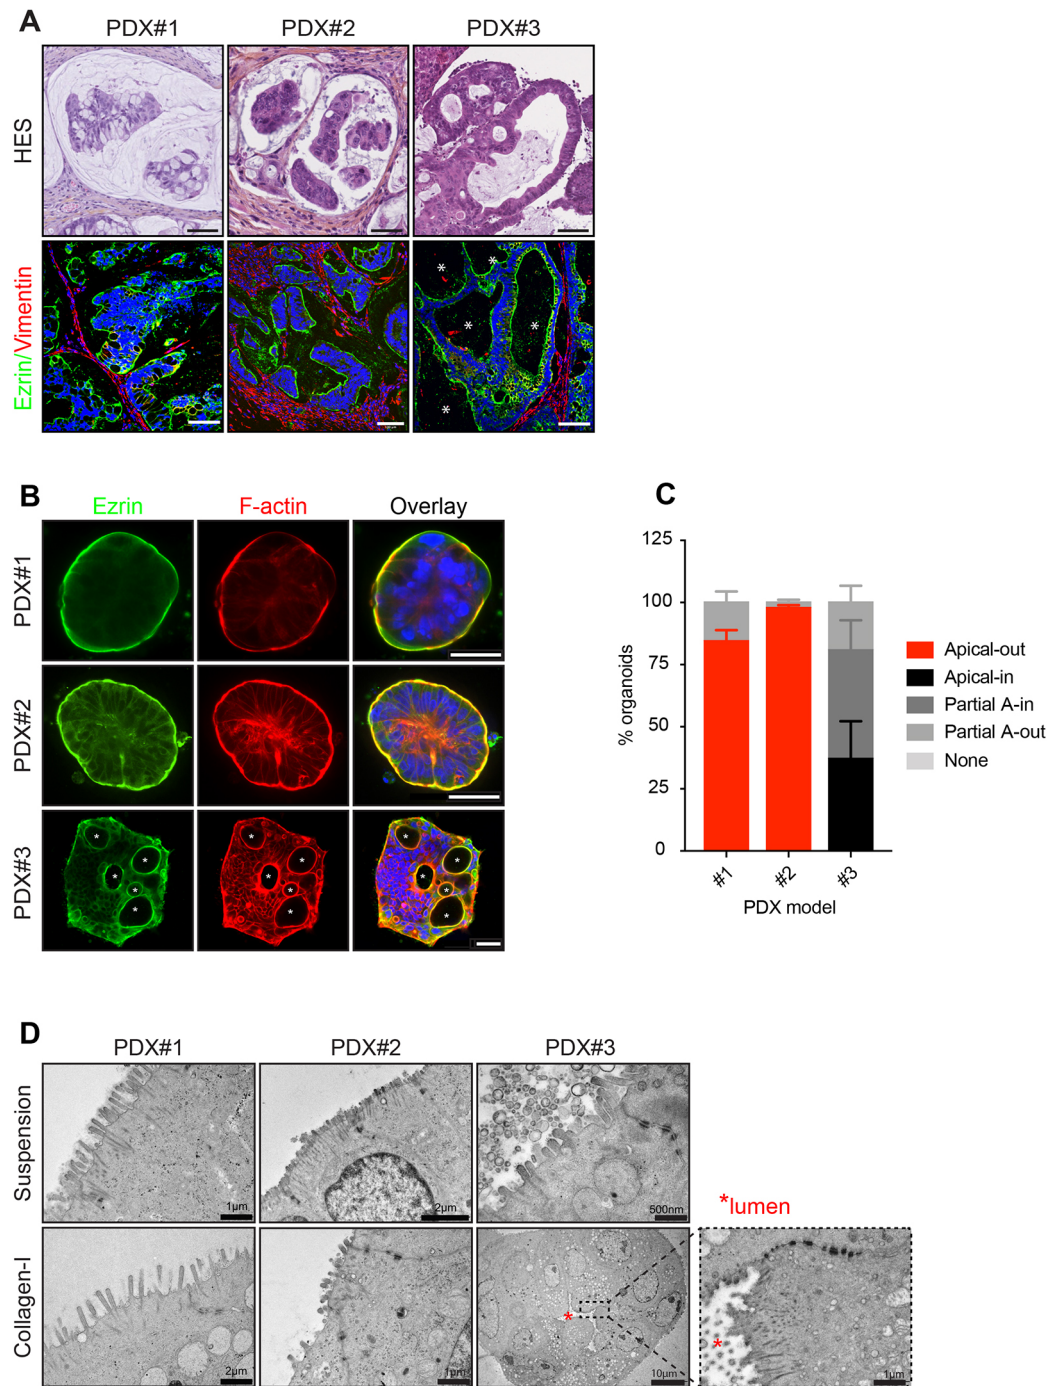 A
PDX#1 PDX#2 PDX#3
HES
Ezrin/Vimentin
* * * * *
B
Ezrin F-actin Overlay
PDX#1
PDX#2
PDX#3
* * * * * *
* * * * * *
C
% organoids
125
100
75
50
25
0
#1 #2 #3
PDX model
Apical-out
Apical-in
Partial A-in
Partial A-out
None
D
PDX#1 PDX#2 PDX#3
Suspension
1µm 2µm 500nm
*lumen
Collagen-I
2µm 1µm * 10µm * 1µm